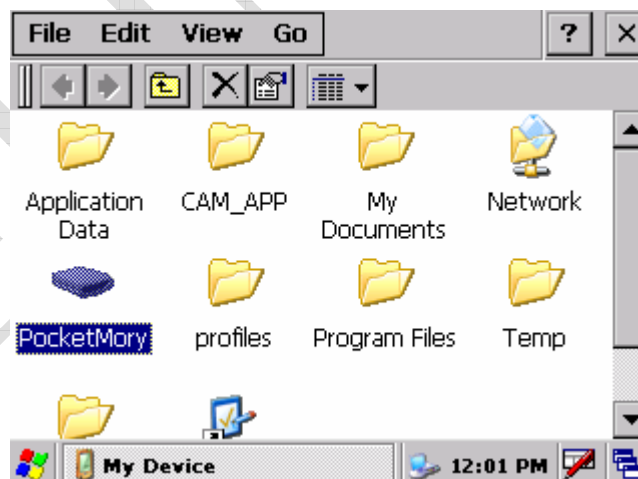 File Edit View Go ? ×
Application Data CAM_APP My Documents Network
PocketMory profiles Program Files Temp
My Device 12:01 PM